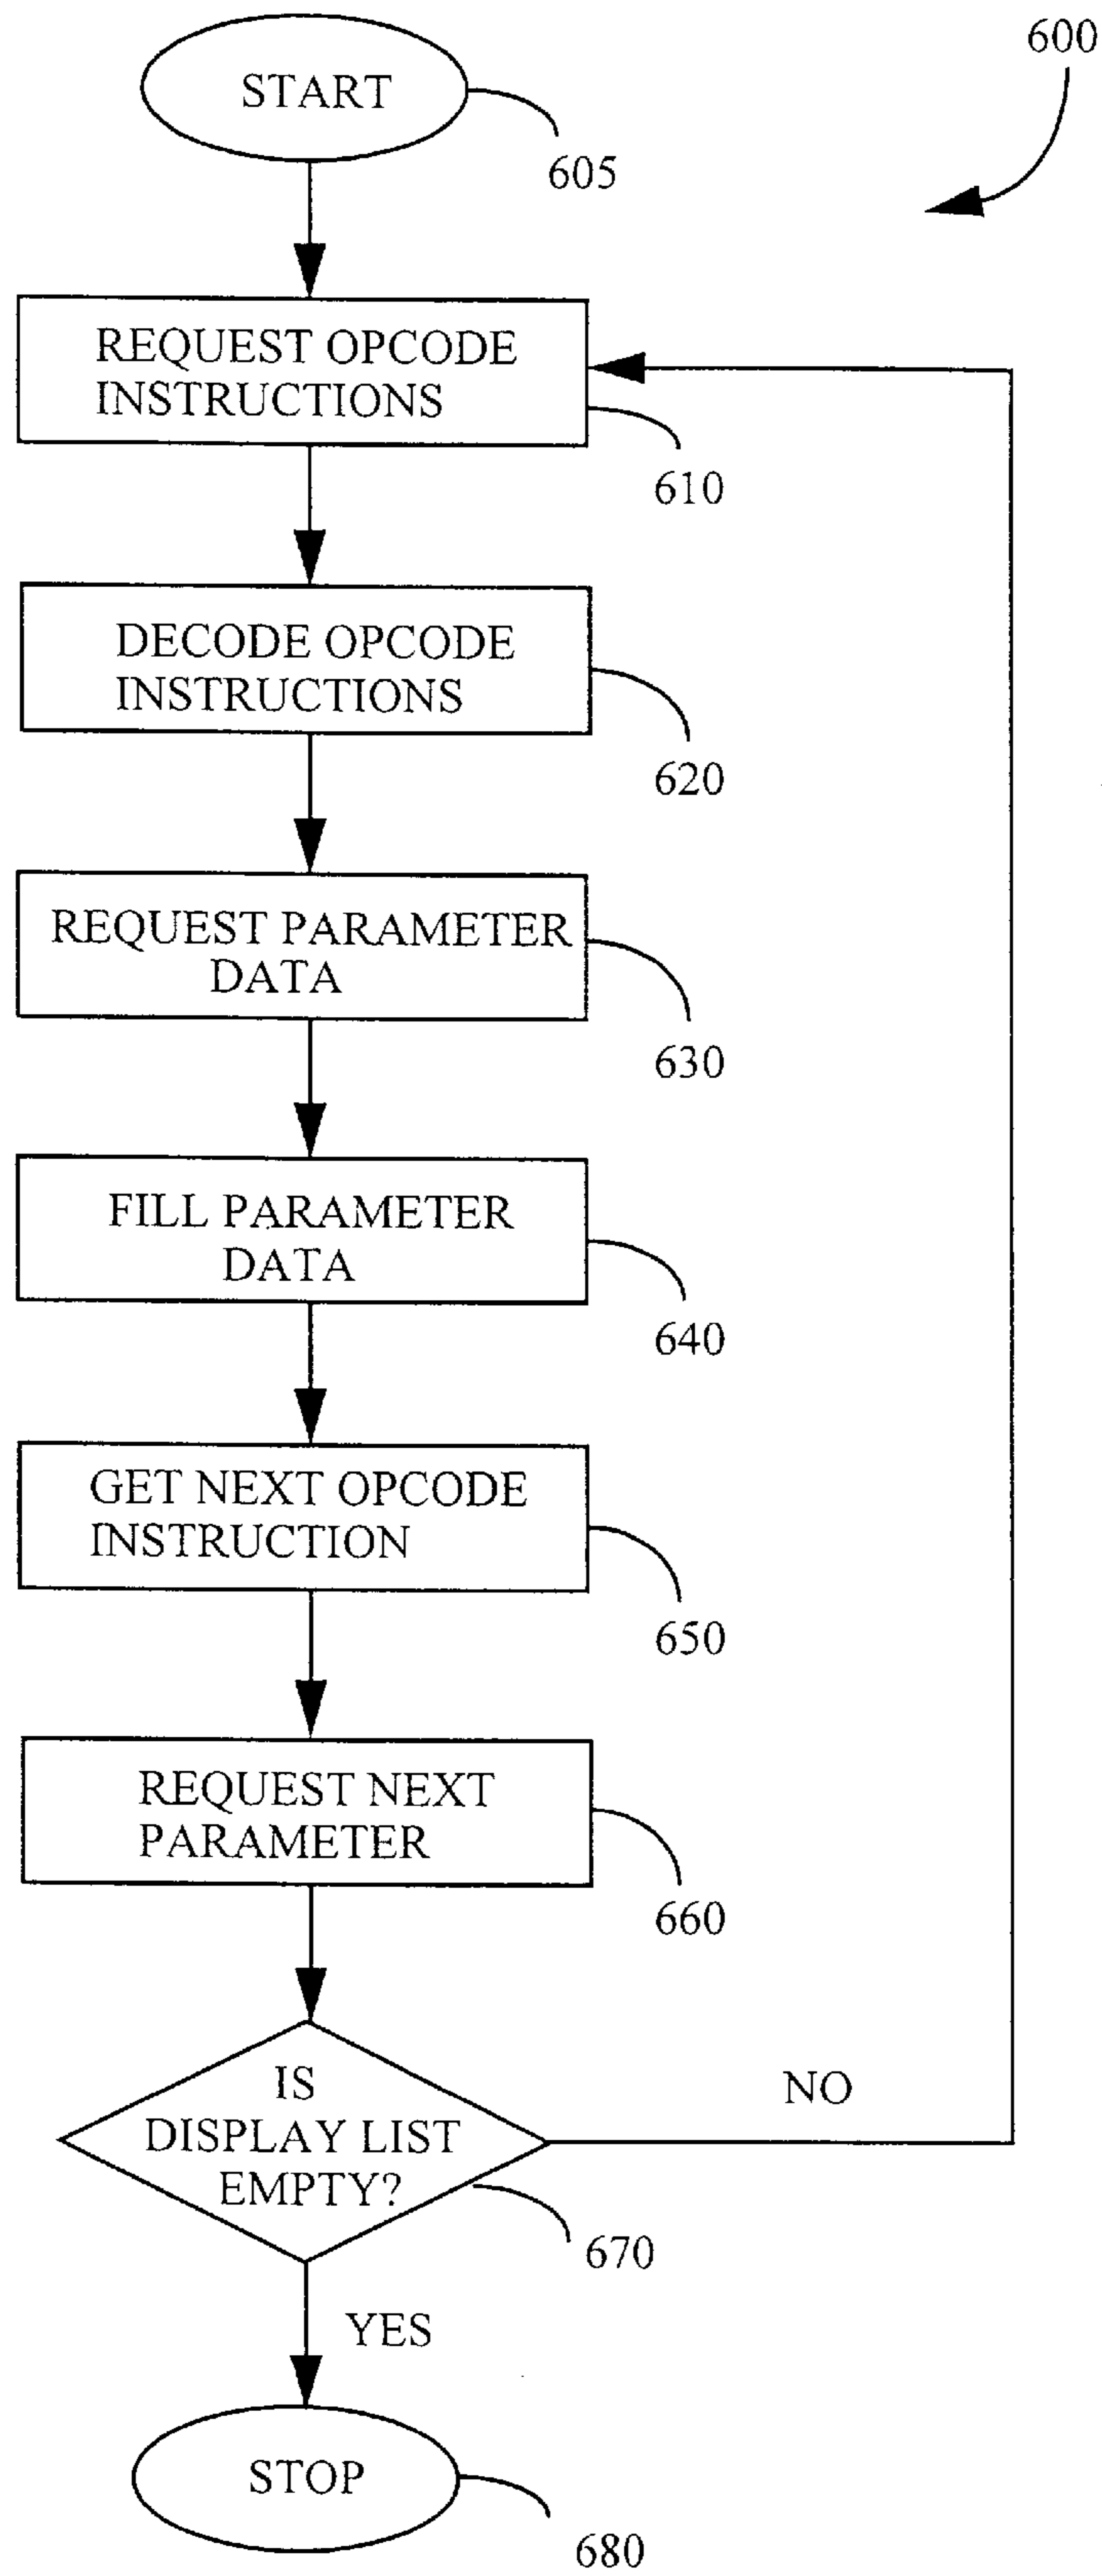 600
START
605
REQUEST OPCODE
INSTRUCTIONS
610
DECODE OPCODE
INSTRUCTIONS
620
REQUEST PARAMETER
DATA
630
FILL PARAMETER
DATA
640
GET NEXT OPCODE
INSTRUCTION
650
REQUEST NEXT
PARAMETER
660
IS
DISPLAY LIST
EMPTY?
NO
670
YES
STOP
680